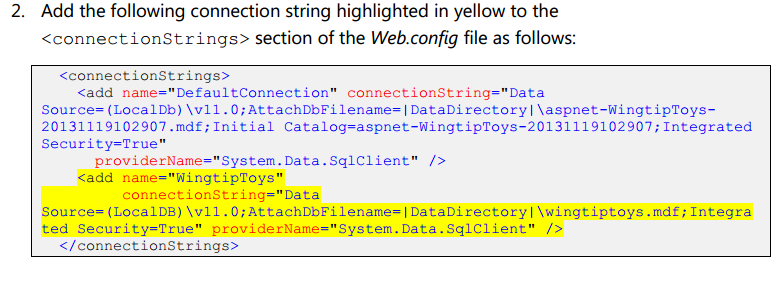 2. Add the following connection string highlighted in yellow to the
<connectionStrings> section of the Web.config file as follows:
<connectionStrings>
<add name="DefaultConnection" connectionString="Data
Source=(LocalDb)\v11.0;AttachDbFilename=|DataDirectory|\aspnet-WingtipToys-
20131119102907.mdf;Initial Catalog=aspnet-WingtipToys-20131119102907;Integrated
Security=True"
providerName="System.Data.SqlClient" />
<add name="WingtipToys"
connectionString="Data
Source=(LocalDB)\v11.0;AttachDbFilename=|DataDirectory|\wingtiptoys.mdf;Integra
ted Security=True" providerName="System.Data.SqlClient" />
</connectionStrings>